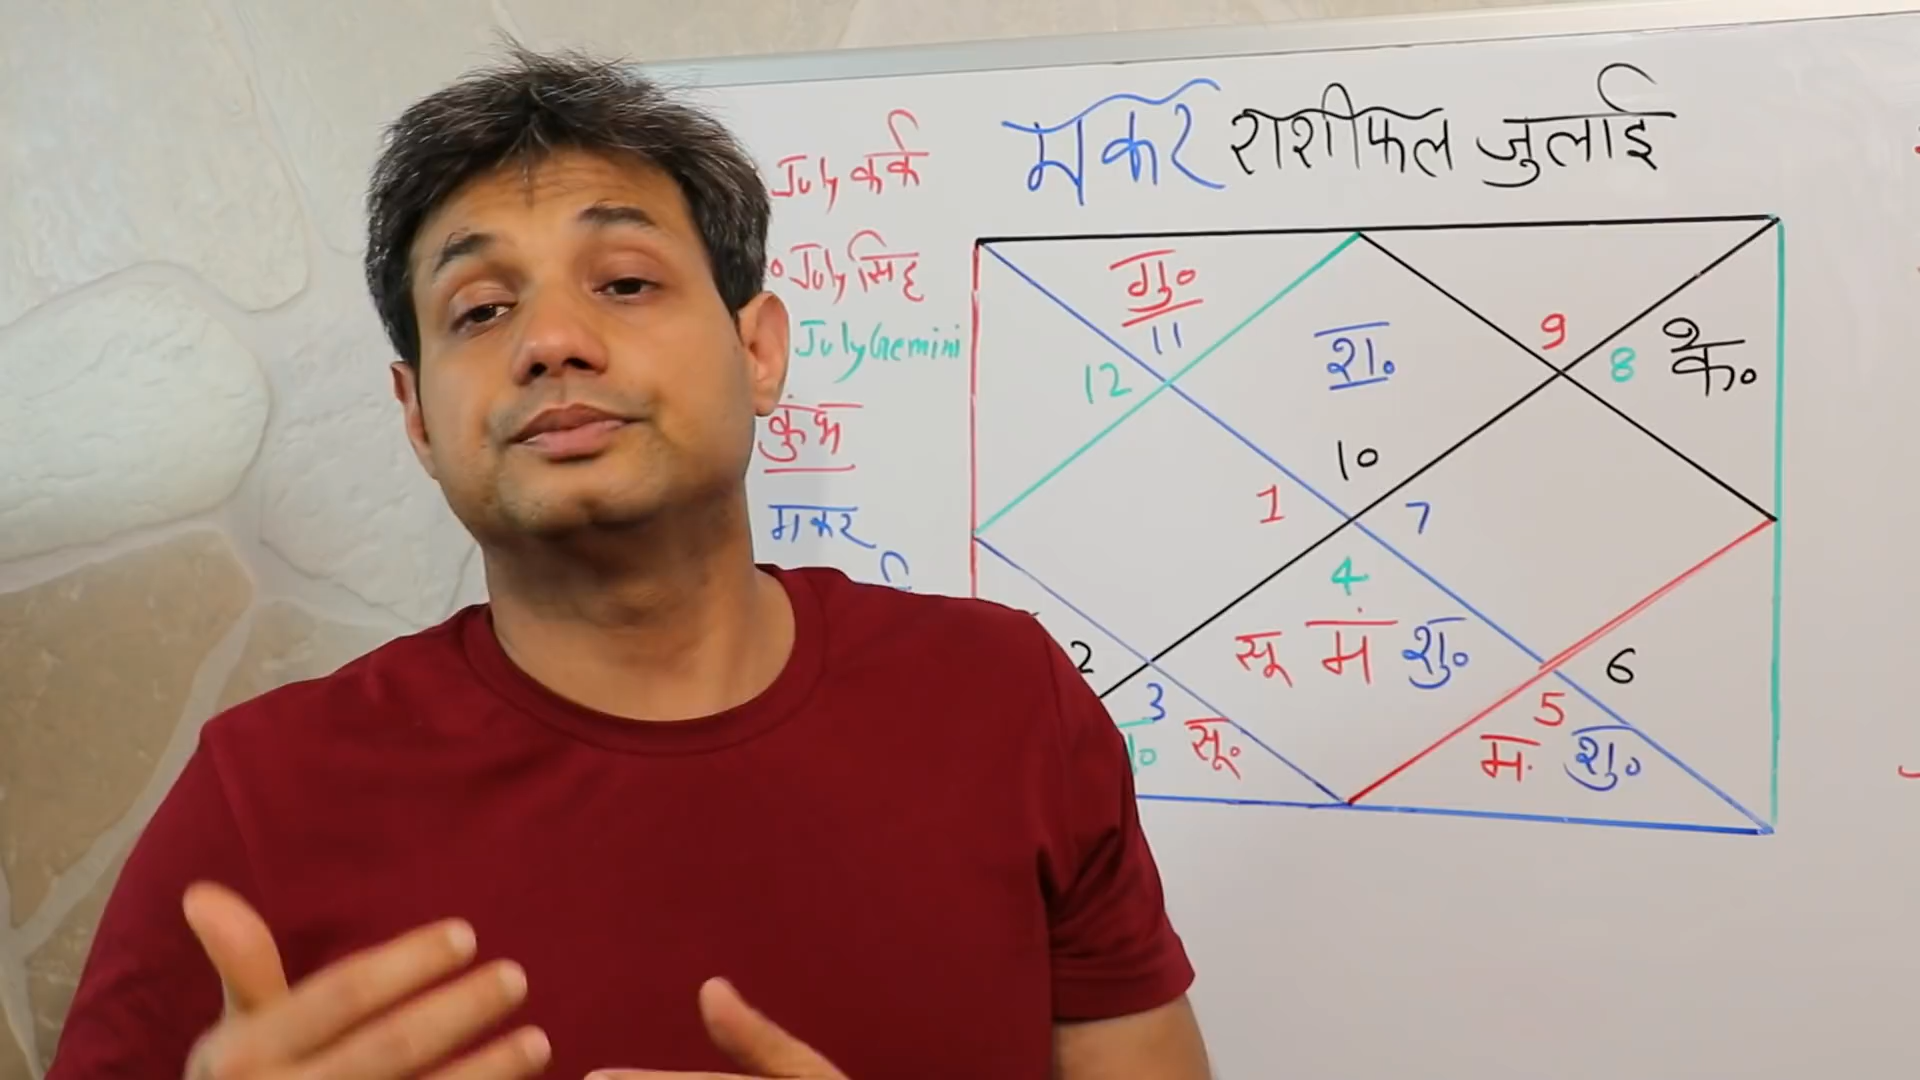 मकर राशीफल जुलाई
July कर्क
July सिंह
July Gemini
कुंभ
मकर
गु०
11
12
श०
10
9
8
के०
1
7
4
सू मं शु०
2
3
सू०
6
5
म. शु०